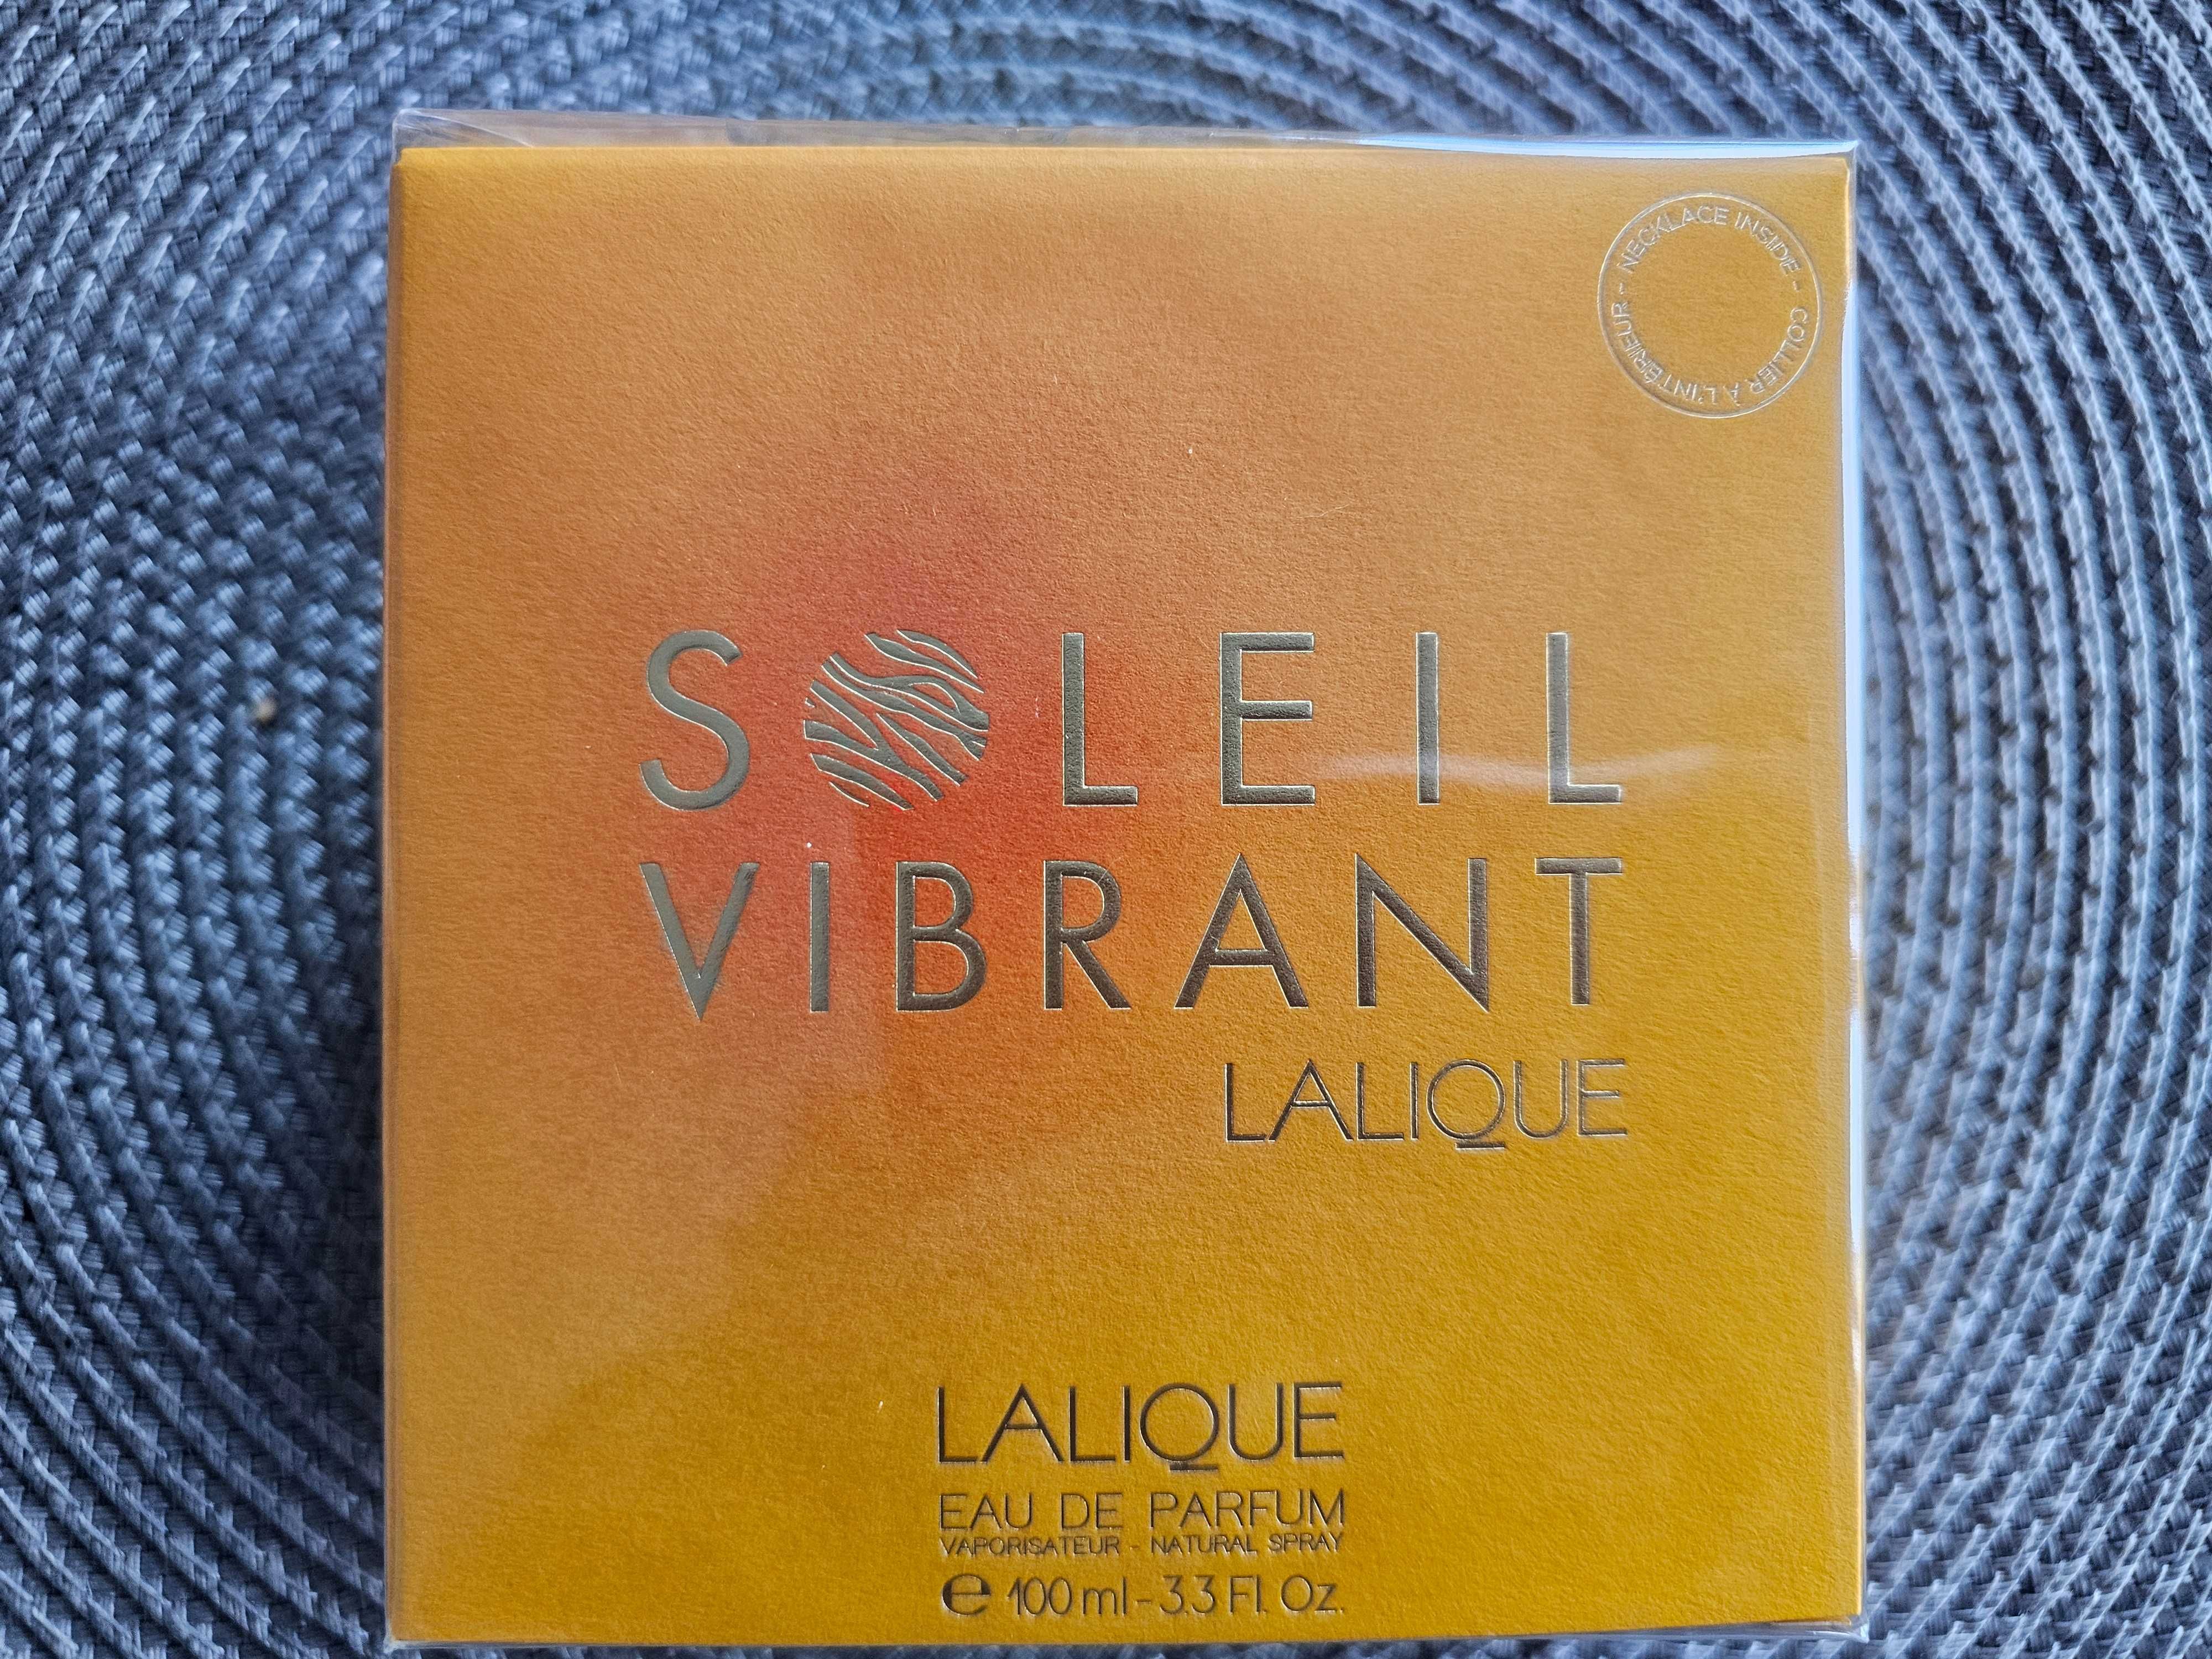 NECKLACE INSIDE - COLLIER À L'INTÉRIEUR -
SOLEIL
VIBRANT
LALIQUE
LALIQUE
EAU DE PARFUM
VAPORISATEUR - NATURAL SPRAY
℮ 100 ml - 3.3 Fl. Oz.